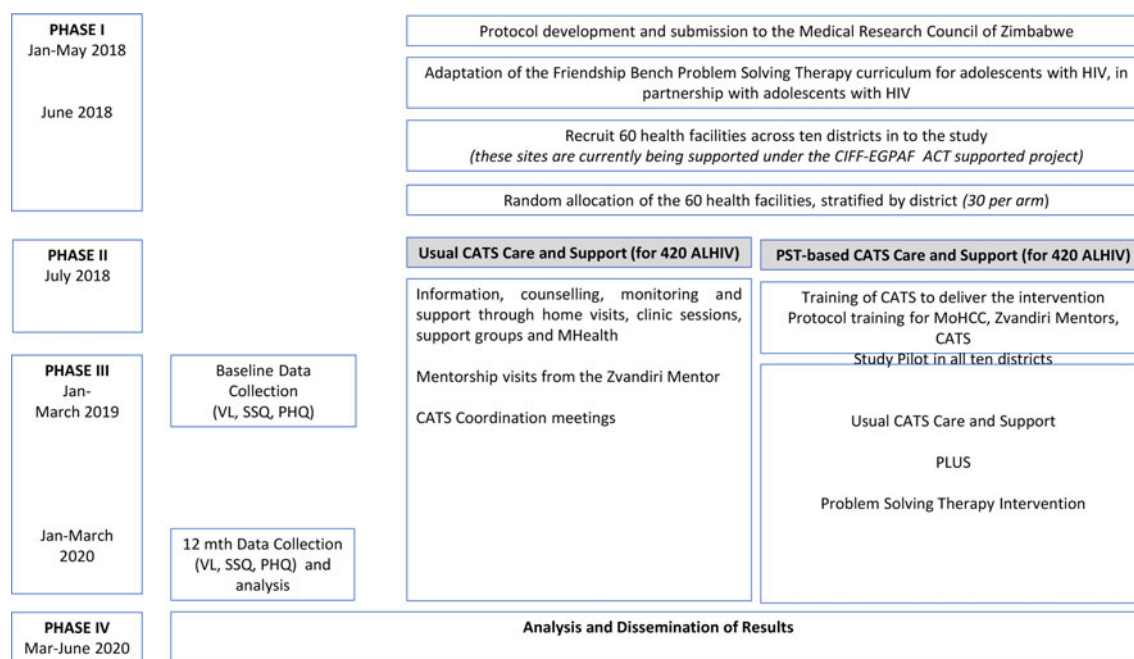 PHASE I
Jan-May 2018
June 2018
Protocol development and submission to the Medical Research Council of Zimbabwe
Adaptation of the Friendship Bench Problem Solving Therapy curriculum for adolescents with HIV, in
partnership with adolescents with HIV
Recruit 60 health facilities across ten districts in to the study
(these sites are currently being supported under the CIFF-EGPAF ACT supported project)
Random allocation of the 60 health facilities, stratified by district (30 per arm)
PHASE II
July 2018
Usual CATS Care and Support (for 420 ALHIV)
Information, counselling, monitoring and
support through home visits, clinic sessions,
support groups and MHealth
Mentorship visits from the Zvandiri Mentor
CATS Coordination meetings
PST-based CATS Care and Support (for 420 ALHIV)
Training of CATS to deliver the intervention
Protocol training for MoHCC, Zvandiri Mentors,
CATS
Study Pilot in all ten districts
Usual CATS Care and Support
PLUS
Problem Solving Therapy Intervention
PHASE III
Jan-
March 2019
Baseline Data
Collection
(VL, SSQ, PHQ)
Jan-March
2020
12 mth Data Collection
(VL, SSQ, PHQ) and
analysis
PHASE IV
Mar-June 2020
Analysis and Dissemination of Results